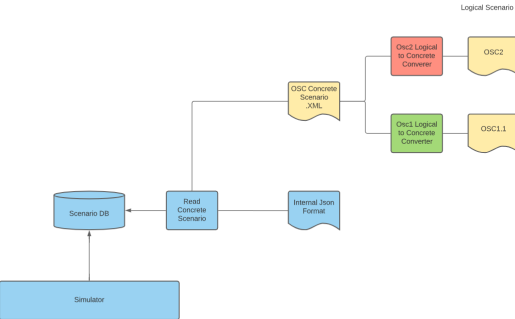 Logical Scenario
Osc2 Logical
to Concrete
Converer
OSC2
OSC Concrete
Scenario
.XML
Osc1 Logical
to Concrete
Converter
OSC1.1
Scenario DB
Read
Concrete
Scenario
Internal Json
Format
Simulator